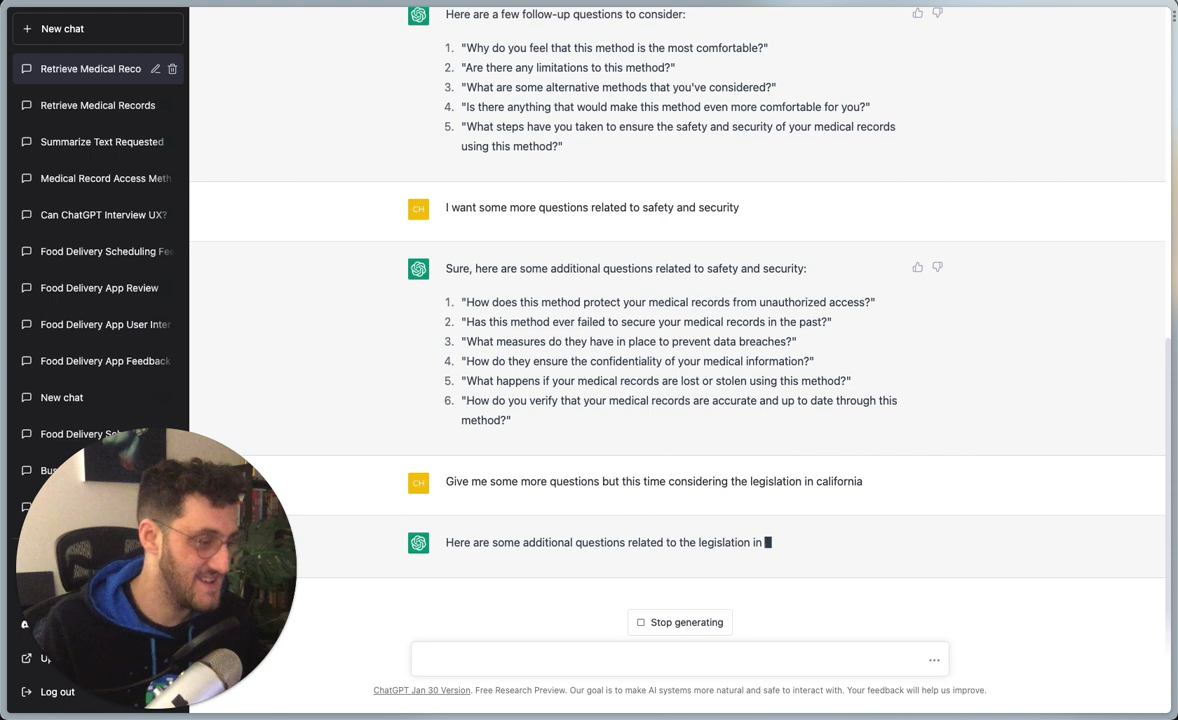 New chat
Retrieve Medical Reco
Retrieve Medical Records
Summarize Text Requested
Medical Record Access Meth
Can ChatGPT Interview UX?
Food Delivery Scheduling Fee
Food Delivery App Review
Food Delivery App User Inter
Food Delivery App Feedback
New chat
Food Delivery Sc
Bus
Up
Log out
Here are a few follow-up questions to consider:
1. "Why do you feel that this method is the most comfortable?"
2. "Are there any limitations to this method?"
3. "What are some alternative methods that you've considered?"
4. "Is there anything that would make this method even more comfortable for you?"
5. "What steps have you taken to ensure the safety and security of your medical records
using this method?"
CH I want some more questions related to safety and security
Sure, here are some additional questions related to safety and security:
1. "How does this method protect your medical records from unauthorized access?"
2. "Has this method ever failed to secure your medical records in the past?"
3. "What measures do they have in place to prevent data breaches?"
4. "How do they ensure the confidentiality of your medical information?"
5. "What happens if your medical records are lost or stolen using this method?"
6. "How do you verify that your medical records are accurate and up to date through this
method?"
CH Give me some more questions but this time considering the legislation in california
Here are some additional questions related to the legislation in
Stop generating
ChatGPT Jan 30 Version. Free Research Preview. Our goal is to make AI systems more natural and safe to interact with. Your feedback will help us improve.